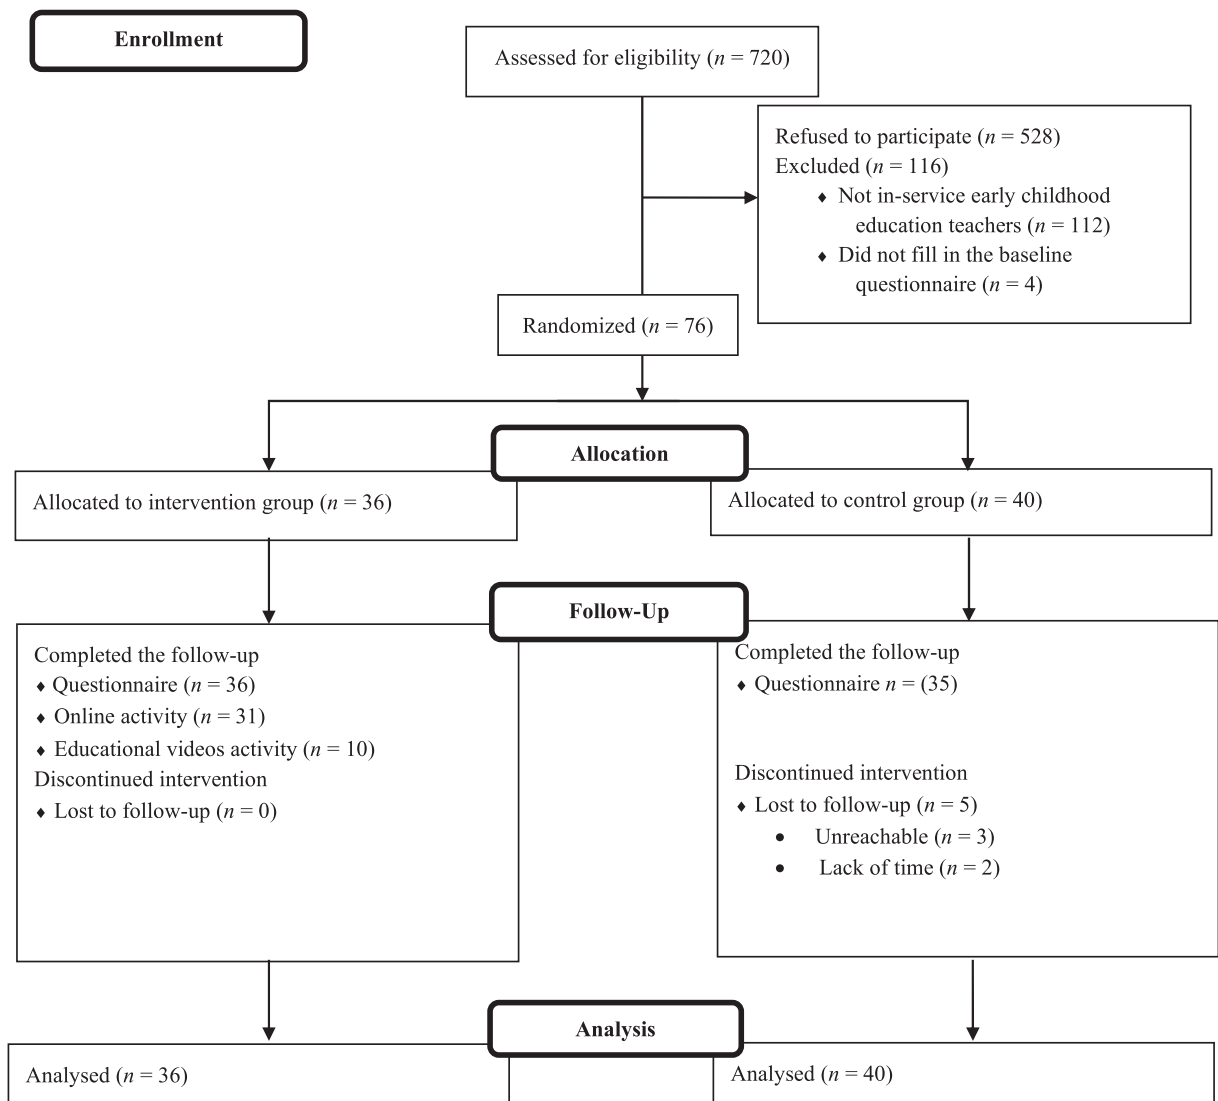 Enrollment
Assessed for eligibility (n = 720)
Refused to participate (n = 528)
Excluded (n = 116)
♦ Not in-service early childhood
education teachers (n = 112)
♦ Did not fill in the baseline
questionnaire (n = 4)
Randomized (n = 76)
Allocation
Allocated to intervention group (n = 36)
Allocated to control group (n = 40)
Follow-Up
Completed the follow-up
♦ Questionnaire (n = 36)
♦ Online activity (n = 31)
♦ Educational videos activity (n = 10)
Discontinued intervention
♦ Lost to follow-up (n = 0)
Completed the follow-up
♦ Questionnaire n = (35)
Discontinued intervention
♦ Lost to follow-up (n = 5)
• Unreachable (n = 3)
• Lack of time (n = 2)
Analysis
Analysed (n = 36)
Analysed (n = 40)